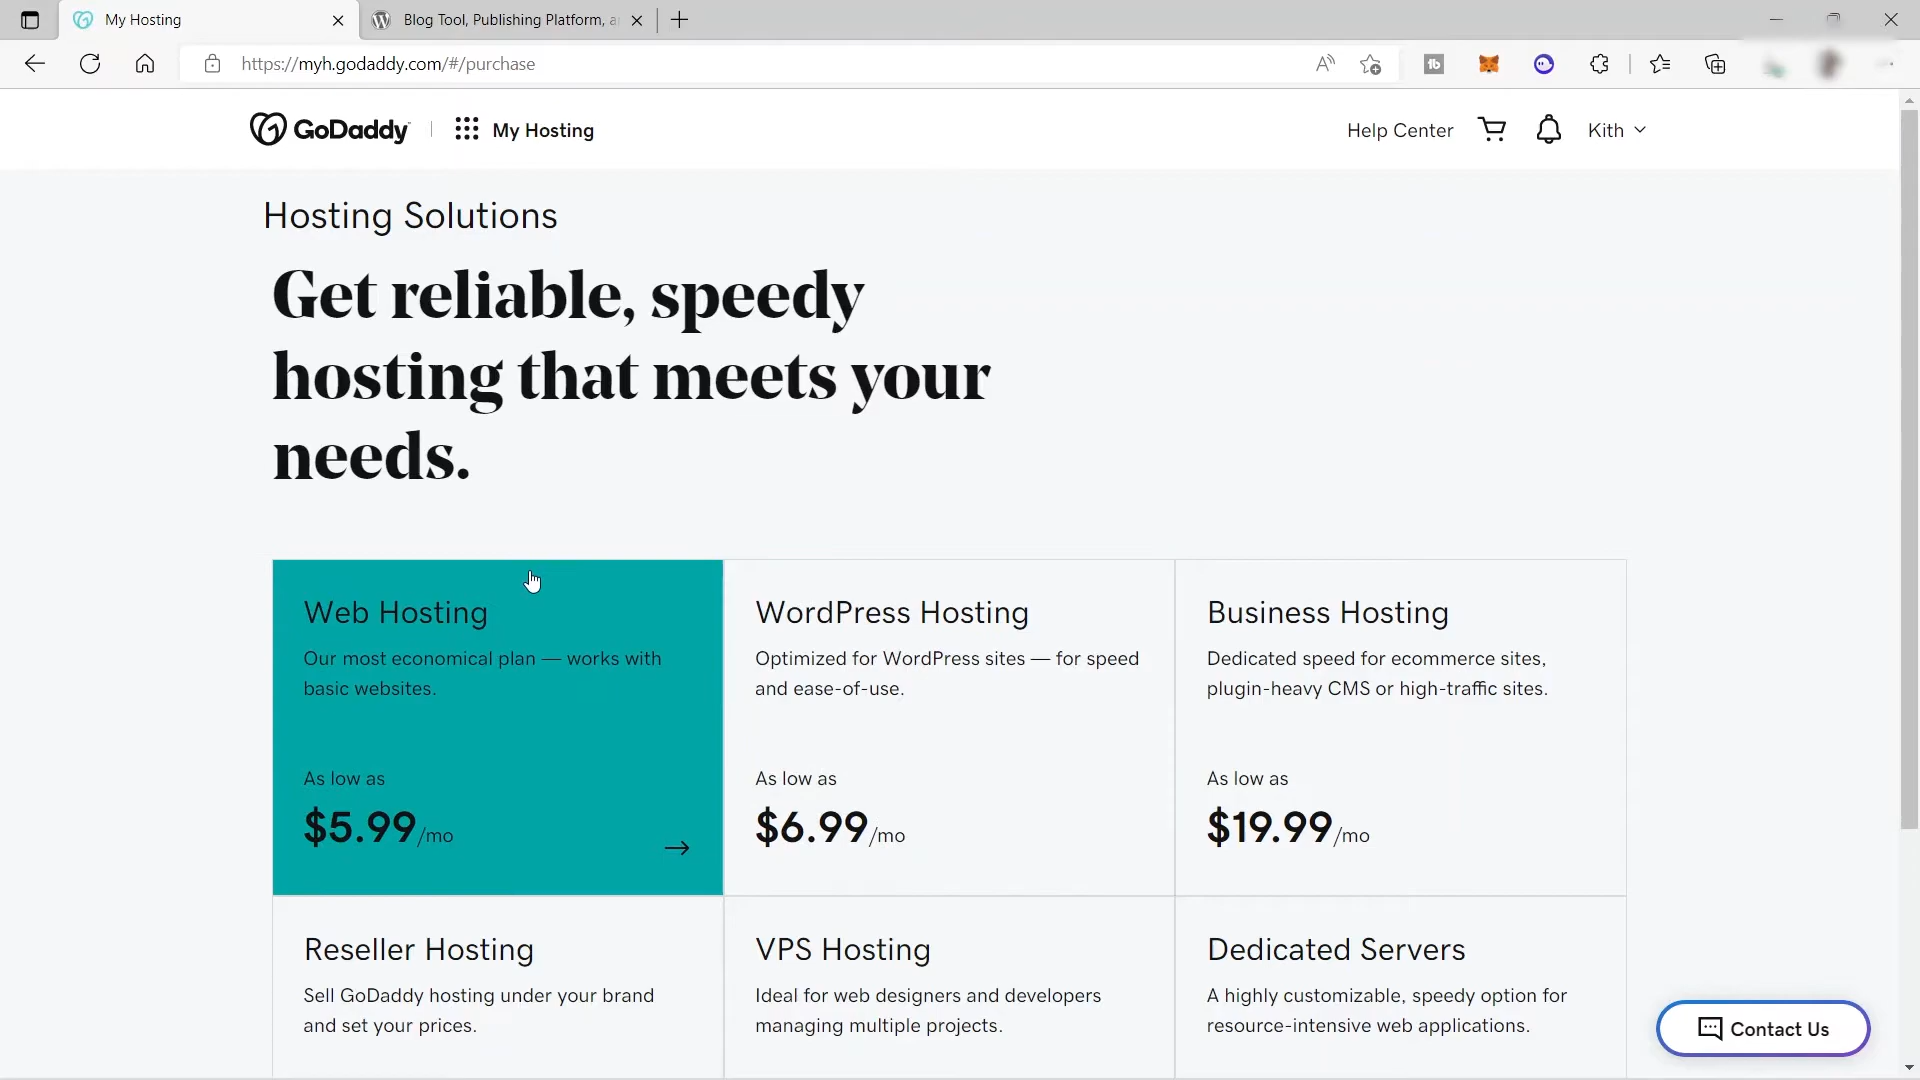 My Hosting
Blog Tool, Publishing Platform, a
https://myh.godaddy.com/#/purchase
GoDaddy
My Hosting
Help Center
Kith
Hosting Solutions
Get reliable, speedy
hosting that meets your
needs.
Web Hosting
Our most economical plan — works with
basic websites.
As low as
$5.99/mo
WordPress Hosting
Optimized for WordPress sites — for speed
and ease-of-use.
As low as
$6.99/mo
Business Hosting
Dedicated speed for ecommerce sites,
plugin-heavy CMS or high-traffic sites.
As low as
$19.99/mo
Reseller Hosting
Sell GoDaddy hosting under your brand
and set your prices.
VPS Hosting
Ideal for web designers and developers
managing multiple projects.
Dedicated Servers
A highly customizable, speedy option for
resource-intensive web applications.
Contact Us